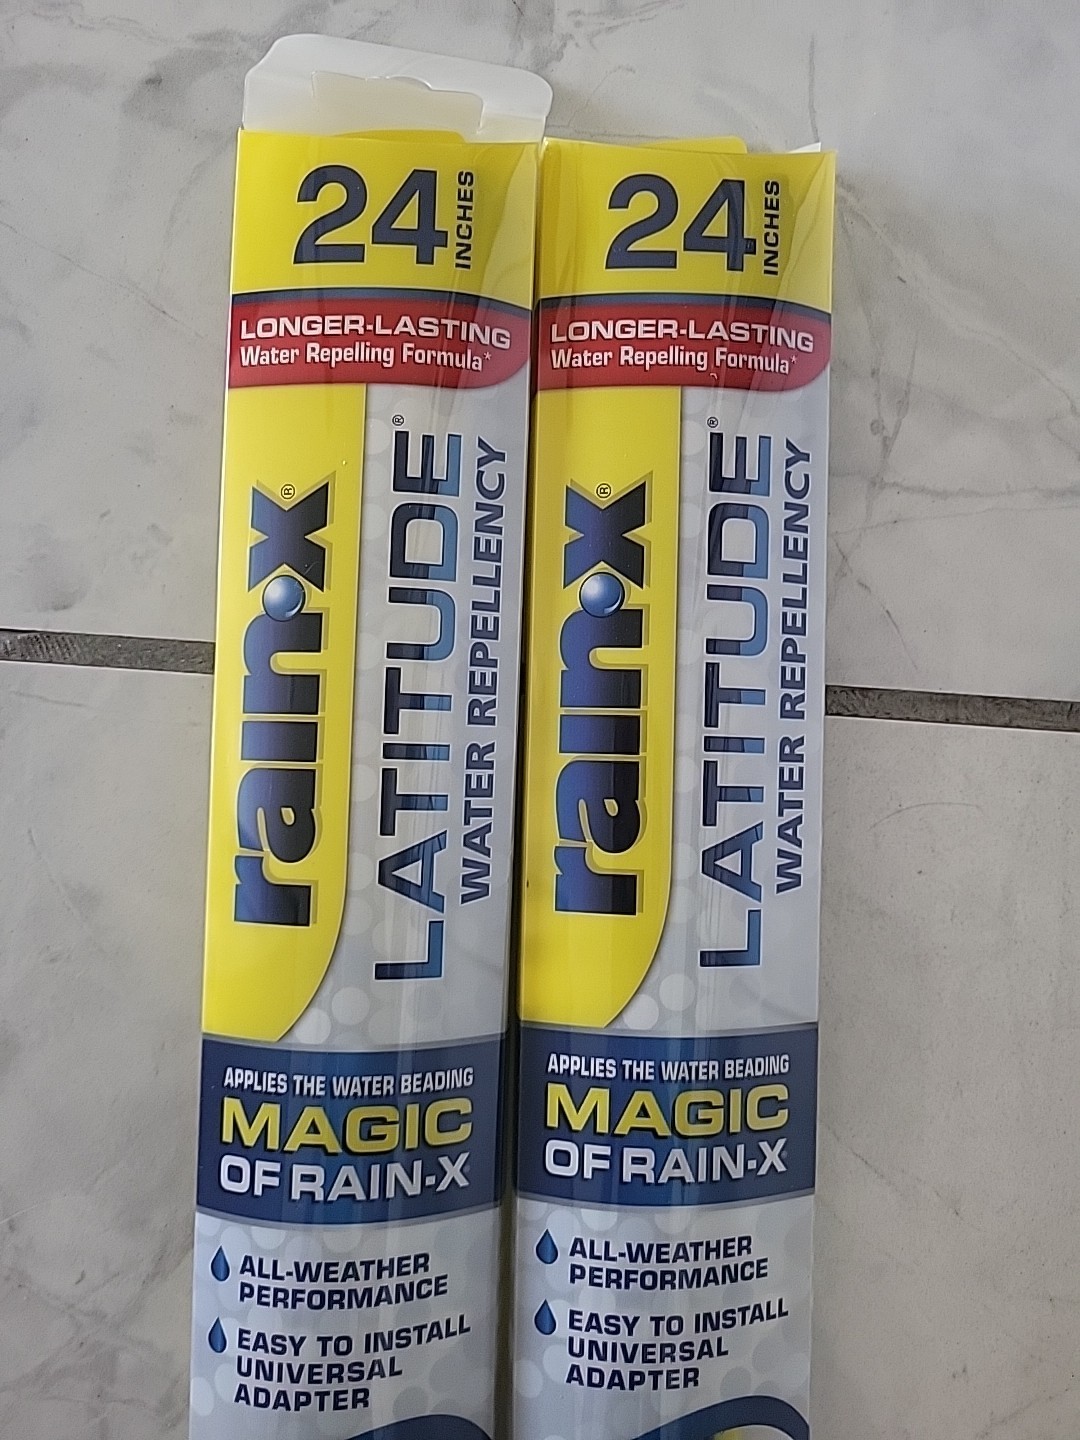 24 INCHES
LONGER-LASTING
Water Repelling Formula*
rain·x®
LATITUDE®
WATER REPELLENCY
APPLIES THE WATER BEADING
MAGIC
OF RAIN-X
ALL-WEATHER
PERFORMANCE
EASY TO INSTALL
UNIVERSAL
ADAPTER
24 INCHES
LONGER-LASTING
Water Repelling Formula*
rain·x®
LATITUDE®
WATER REPELLENCY
APPLIES THE WATER BEADING
MAGIC
OF RAIN-X
ALL-WEATHER
PERFORMANCE
EASY TO INSTALL
UNIVERSAL
ADAPTER